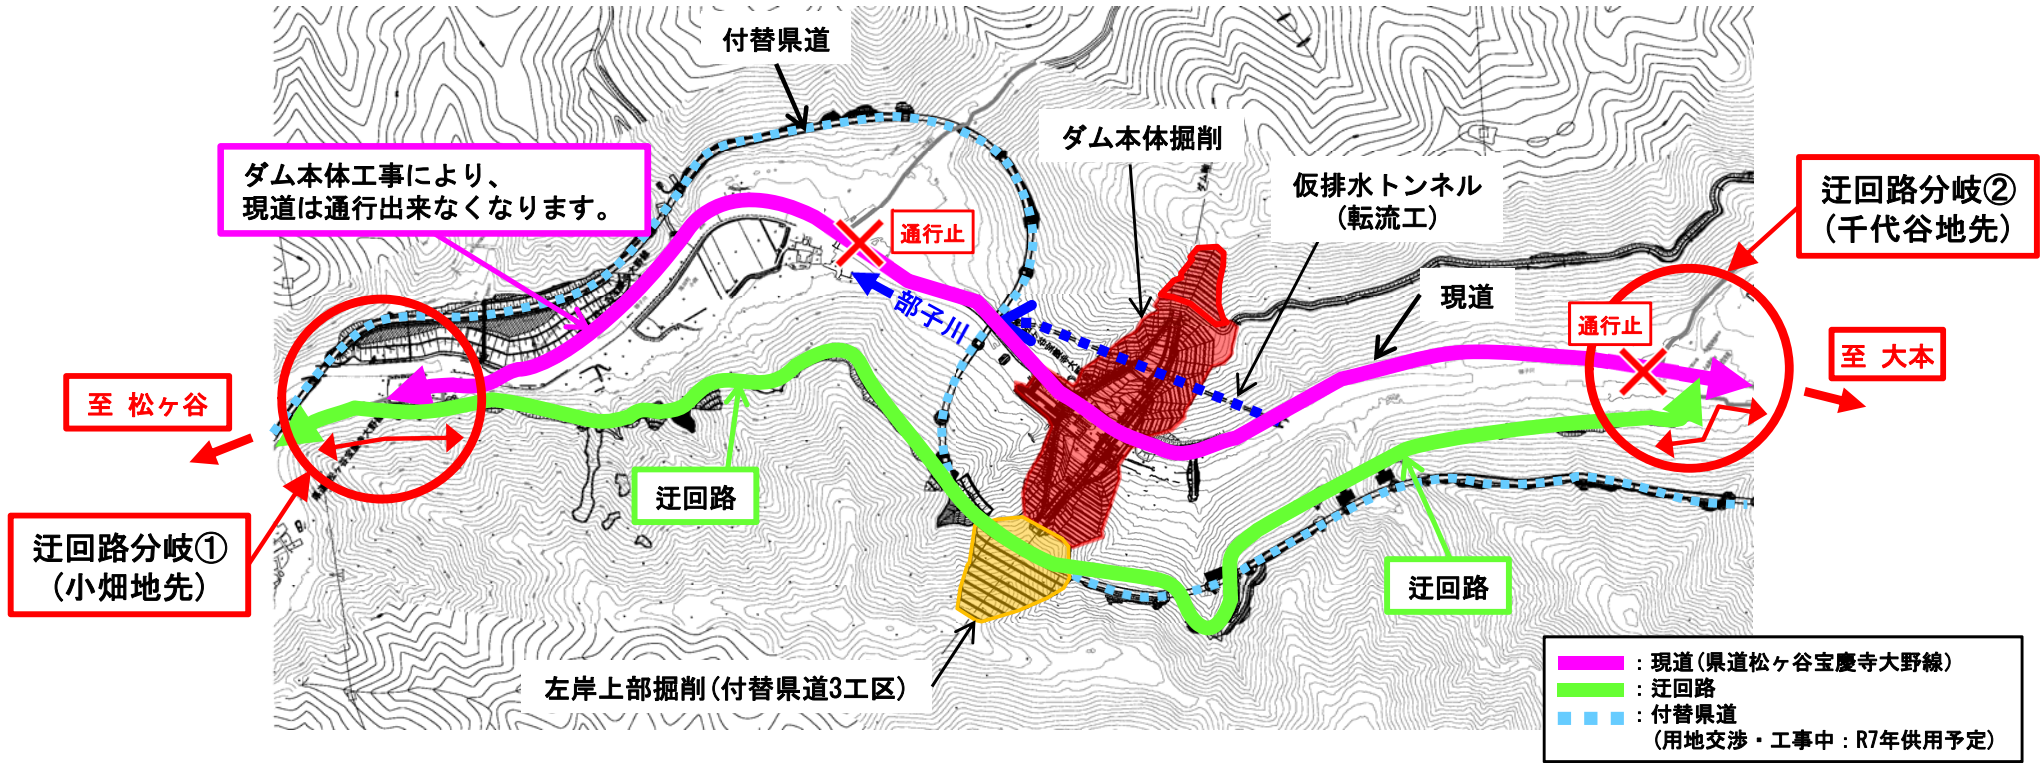 付替県道
ダム本体掘削
ダム本体工事により、
現道は通行出来なくなります。
仮排水トンネル
(転流工)
迂回路分岐②
(千代谷地先)
通行止
部子川
現道
通行止
至 大本
至 松ヶ谷
迂回路
迂回路分岐①
(小畑地先)
迂回路
左岸上部掘削(付替県道3工区)
：現道(県道松ヶ谷宝慶寺大野線)
：迂回路
：付替県道
(用地交渉・工事中：R7年供用予定)